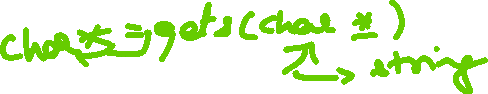 char* = gets(char *)
string